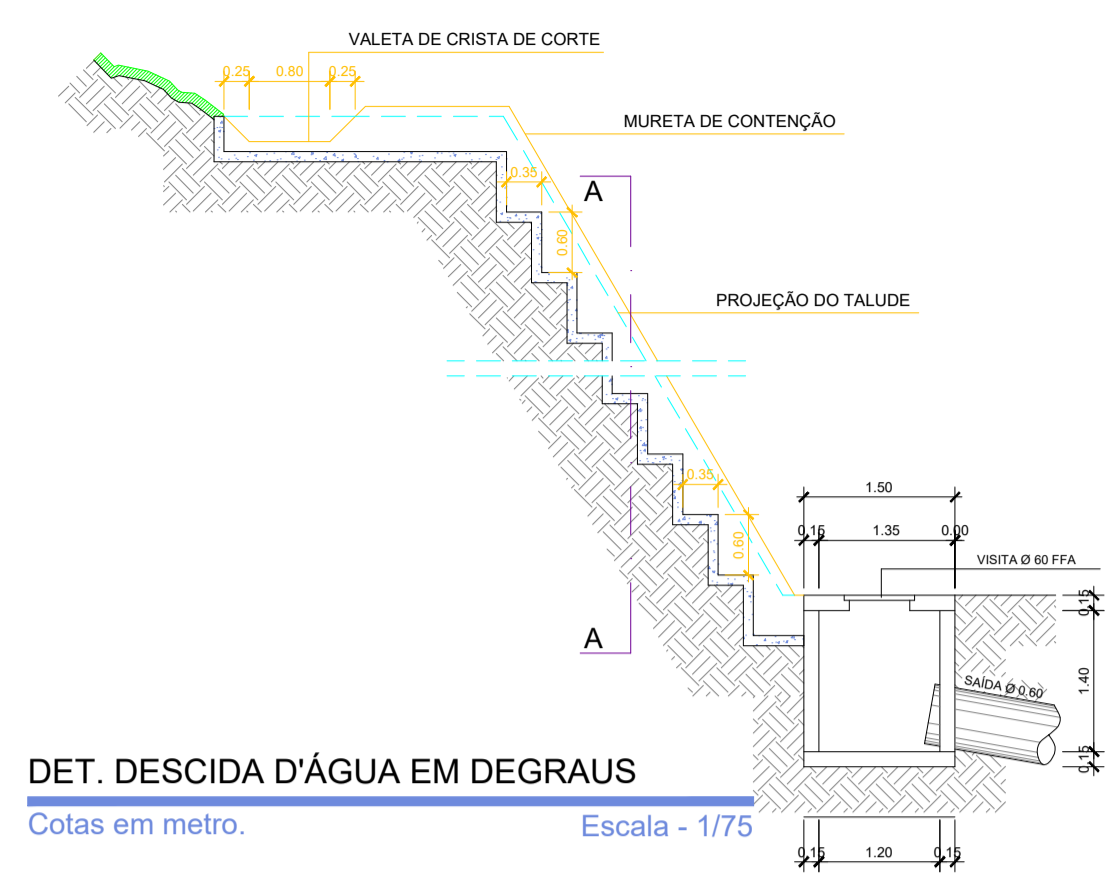 VALETA DE CRISTA DE CORTE
0.25 0.80 0.25
MURETA DE CONTENÇÃO
0.35
A
0.60
PROJEÇÃO DO TALUDE
0.35
1.50
0.15 1.35 0.00
0.60
VISITA Ø 60 FFA
0.15
A
1.40
SAÍDA Ø 0.60
0.15
DET. DESCIDA D'ÁGUA EM DEGRAUS
Cotas em metro. Escala - 1/75
0.15 1.20 0.15